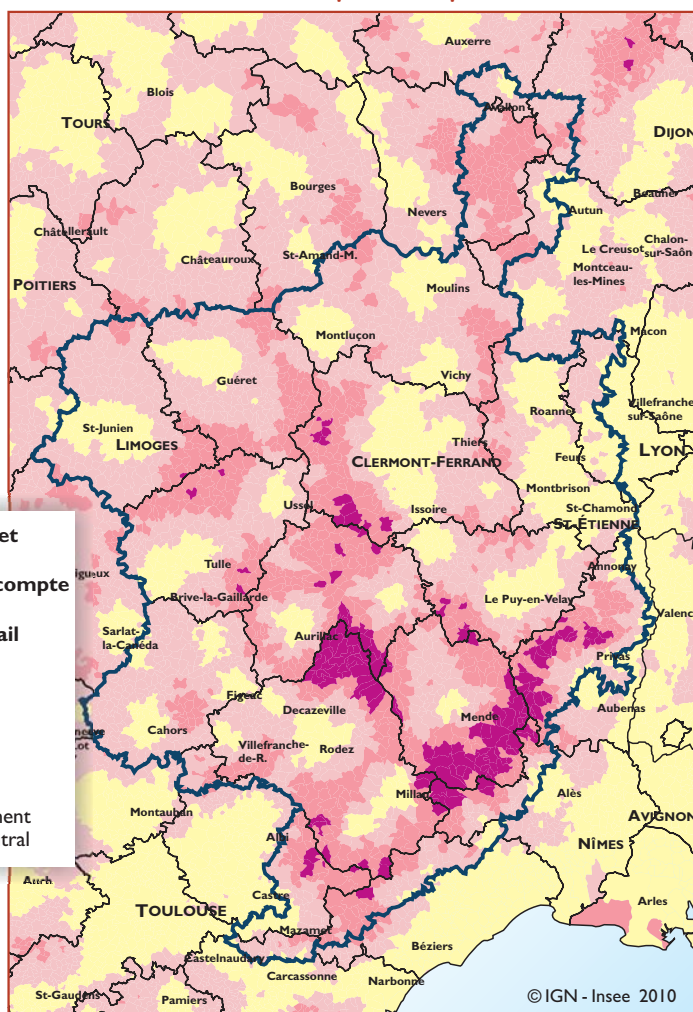 Auxerre
Blois
TOURS
Avallon
DIJON
Bourges
Beaune
Nevers
Autun
Châtellerault
Le Creusot
Chalon-
sur-Saône
Châteauroux
St-Amand-M.
Montceau-
les-Mines
POITIERS
Moulins
Montluçon
Macon
Guéret
Vichy
Villefranche
sur-Saône
Roanne
St-Junien
LIMOGES
Thiers
LYON
CLERMONT-FERRAND
Feurs
Montbrison
Ussel
Issoire
St-Chamond
ST-ÉTIENNE
et
Tulle
Annonay
compte
Brive-la-Gaillarde
Le Puy-en-Velay
Valenc
ail
Sarlat-
la-Canéda
Aurillac
Privas
Figeac
Decazeville
Mende
Aubenas
Cahors
Villefranche-
de-R.
Rodez
Millau
Alès
ment
tral
Montauban
AVIGNON
Albi
NÎMES
Auch
Castre
Arles
TOULOUSE
Mazamet
Béziers
Castelnaudary
Carcassonne
Narbonne
St-Gaudens
Pamiers
© IGN - Insee 2010